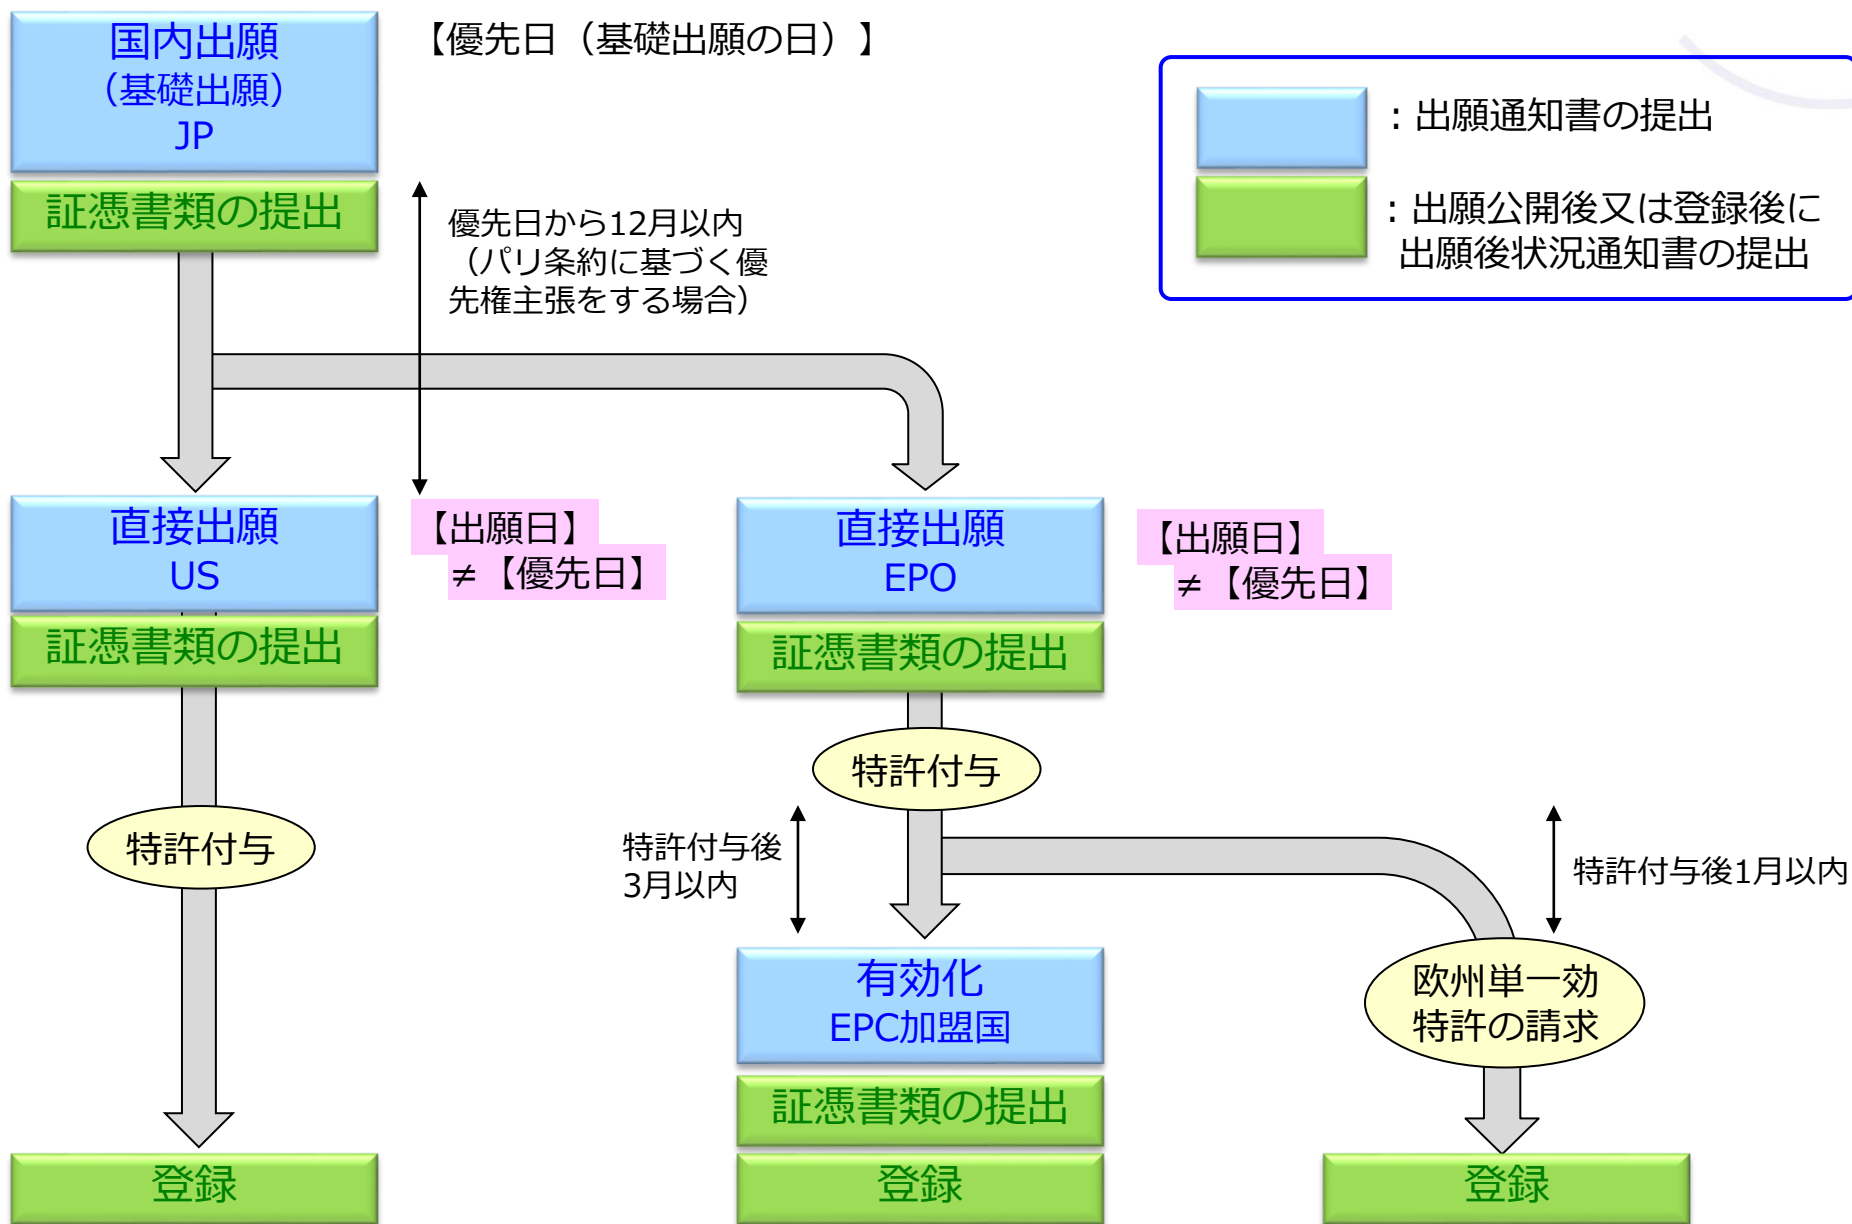 国内出願
（基礎出願）
JP
【優先日（基礎出願の日）】
：出願通知書の提出
：出願公開後又は登録後に
出願後状況通知書の提出
証憑書類の提出
優先日から12月以内
（パリ条約に基づく優
先権主張をする場合）
直接出願
US
【出願日】
≠【優先日】
直接出願
EPO
【出願日】
≠【優先日】
証憑書類の提出
証憑書類の提出
特許付与
特許付与
特許付与後
3月以内
特許付与後1月以内
有効化
EPC加盟国
欧州単一効
特許の請求
証憑書類の提出
登録
登録
登録